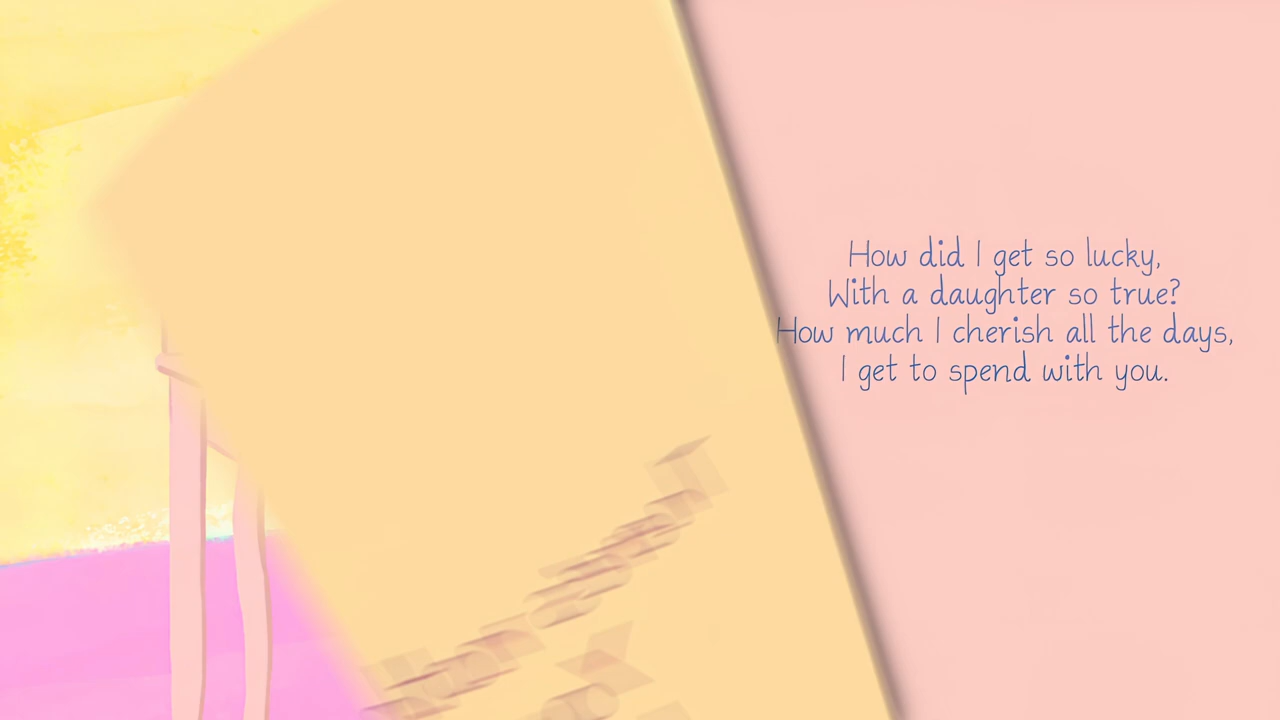 How did I get so lucky,
With a daughter so true?
How much I cherish all the days,
I get to spend with you.